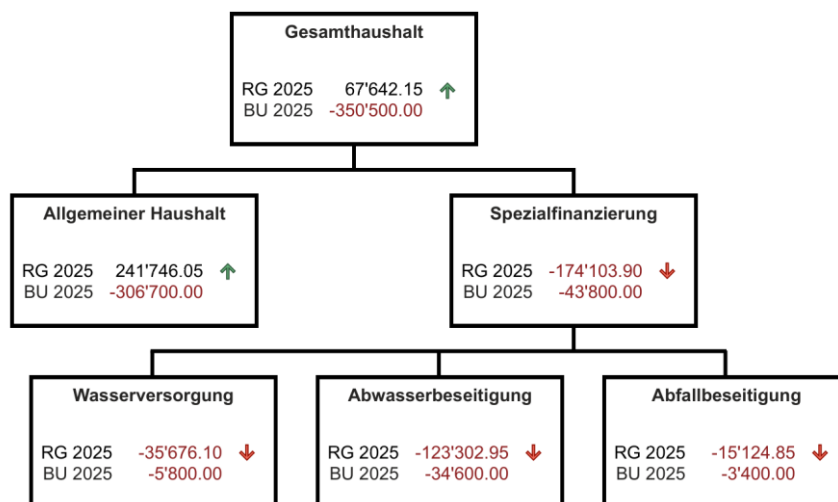 Gesamthaushalt
RG 2025 67'642.15
BU 2025 -350'500.00
Allgemeiner Haushalt
RG 2025 241'746.05
BU 2025 -306'700.00
Spezialfinanzierung
RG 2025 -174'103.90
BU 2025 -43'800.00
Wasserversorgung
RG 2025 -35'676.10
BU 2025 -5'800.00
Abwasserbeseitigung
RG 2025 -123'302.95
BU 2025 -34'600.00
Abfallbeseitigung
RG 2025 -15'124.85
BU 2025 -3'400.00